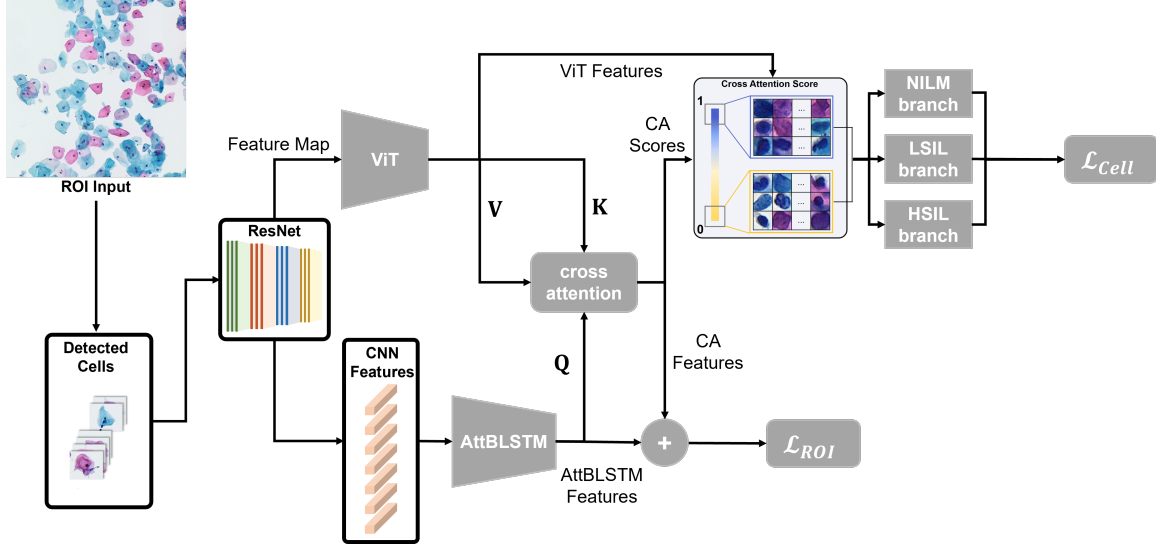 ROI Input
Detected
Cells
ResNet
Feature Map
ViT
CNN
Features
AttBLSTM
AttBLSTM
Features
V
K
Q
cross
attention
ViT Features
CA
Scores
CA
Features
+
Cross Attention Score
1
0
...
...
...
...
...
...
NILM
branch
LSIL
branch
HSIL
branch
ℒCell
ℒROI